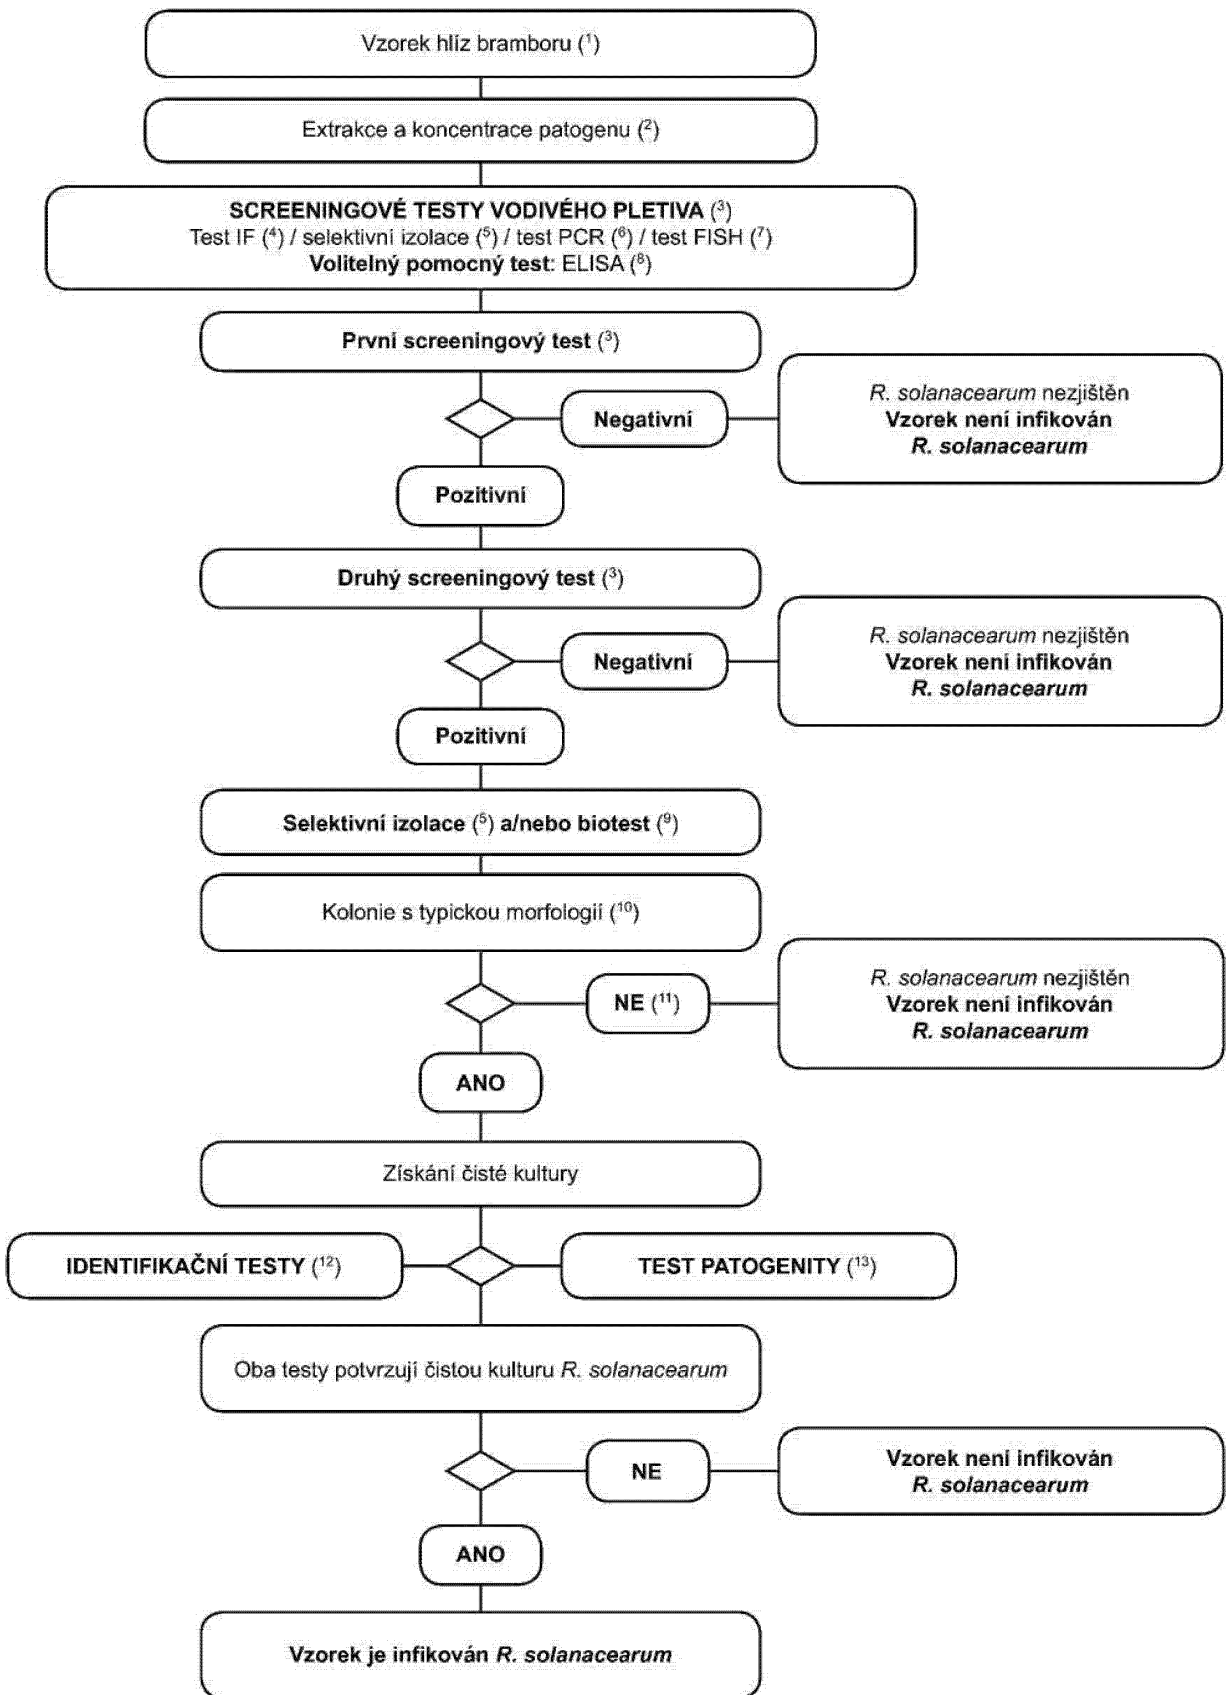 Vzorek hlíz bramboru (¹)
Extrakce a koncentrace patogenu (²)
SCREENINGOVÉ TESTY VODIVÉHO PLETIVA (³)
Test IF (⁴) / selektivní izolace (⁵) / test PCR (⁶) / test FISH (⁷)
Volitelný pomocný test: ELISA (⁸)
První screeningový test (³)
Negativní
R. solanacearum nezjištěn
Vzorek není infikován
R. solanacearum
Pozitivní
Druhý screeningový test (³)
Negativní
R. solanacearum nezjištěn
Vzorek není infikován
R. solanacearum
Pozitivní
Selektivní izolace (⁵) a/nebo biotest (⁹)
Kolonie s typickou morfologií (¹⁰)
NE (¹¹)
R. solanacearum nezjištěn
Vzorek není infikován
R. solanacearum
ANO
Získání čisté kultury
IDENTIFIKAČNÍ TESTY (¹²)
TEST PATOGENITY (¹³)
Oba testy potvrzují čistou kulturu R. solanacearum
NE
Vzorek není infikován
R. solanacearum
ANO
Vzorek je infikován R. solanacearum